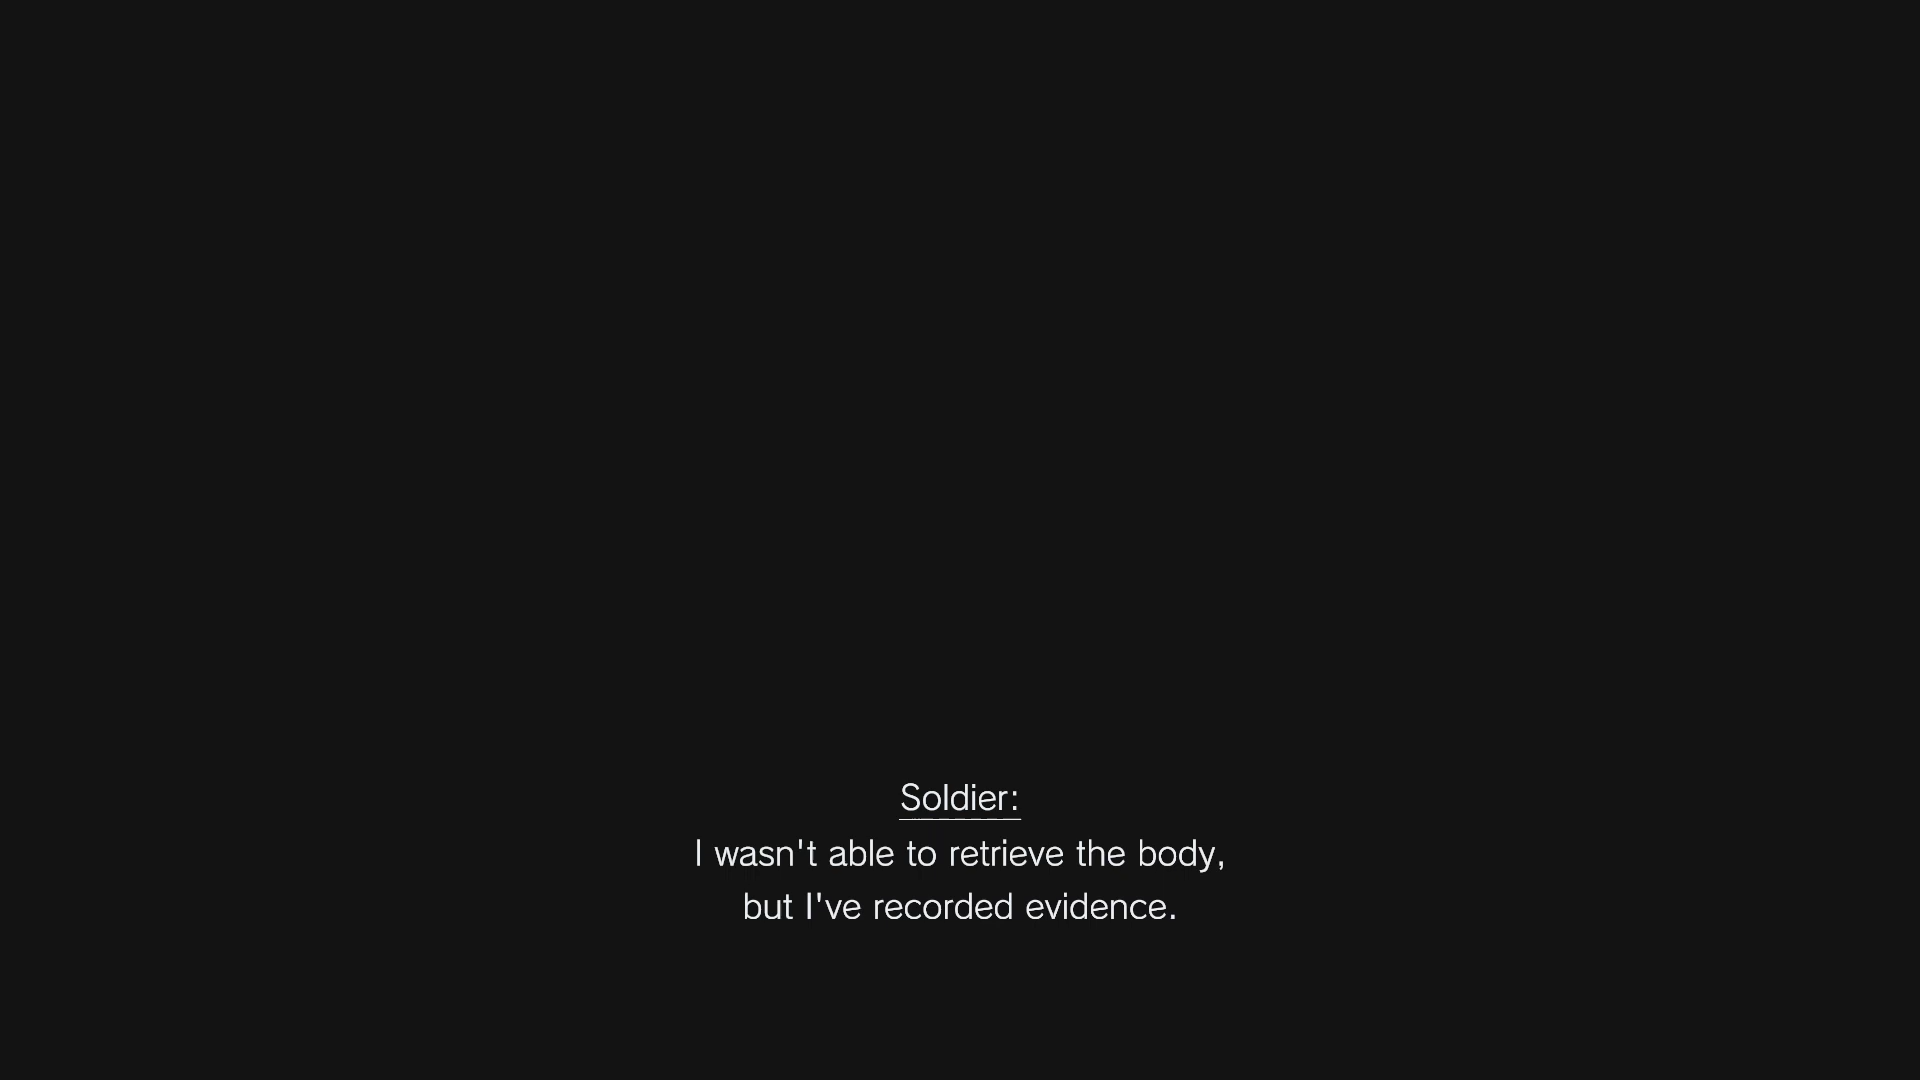 Soldier:
I wasn't able to retrieve the body,
but I've recorded evidence.